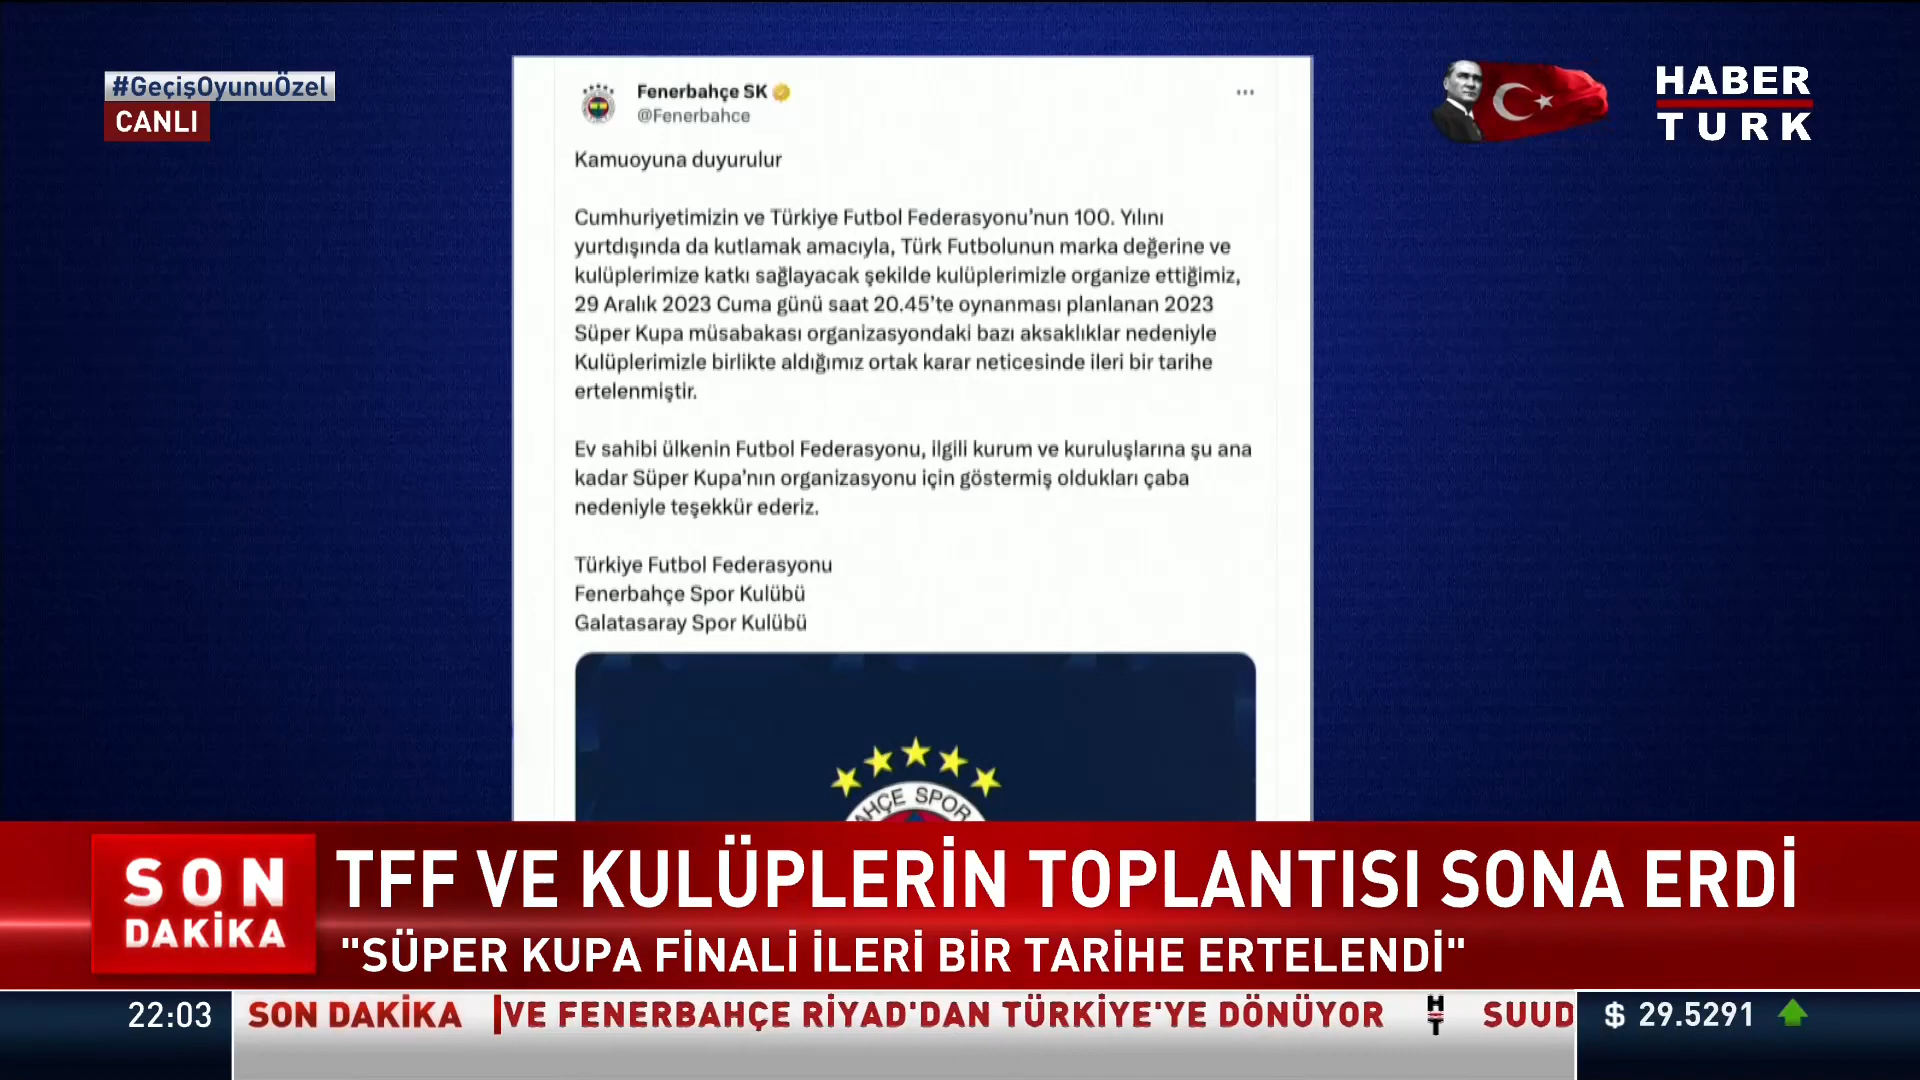 #GeçişOyunuÖzel
CANLI
HABER
TURK
Fenerbahçe SK
@Fenerbahce
Kamuoyuna duyurulur
Cumhuriyetimizin ve Türkiye Futbol Federasyonu’nun 100. Yılını
yurtdışında da kutlamak amacıyla, Türk Futbolunun marka değerine ve
kulüplerimize katkı sağlayacak şekilde kulüplerimizle organize ettiğimiz,
29 Aralık 2023 Cuma günü saat 20.45’te oynanması planlanan 2023
Süper Kupa müsabakası organizasyondaki bazı aksaklıklar nedeniyle
Kulüplerimizle birlikte aldığımız ortak karar neticesinde ileri bir tarihe
ertelenmiştir.
Ev sahibi ülkenin Futbol Federasyonu, ilgili kurum ve kuruluşlarına şu ana
kadar Süper Kupa’nın organizasyonu için göstermiş oldukları çaba
nedeniyle teşekkür ederiz.
Türkiye Futbol Federasyonu
Fenerbahçe Spor Kulübü
Galatasaray Spor Kulübü
AHÇE SPOR
SON
DAKİKA
TFF VE KULÜPLERİN TOPLANTISI SONA ERDİ
"SÜPER KUPA FİNALİ İLERİ BİR TARİHE ERTELENDİ"
22:03
SON DAKİKA
VE FENERBAHÇE RİYAD'DAN TÜRKİYE'YE DÖNÜYOR
HT
SUUD
$ 29.5291